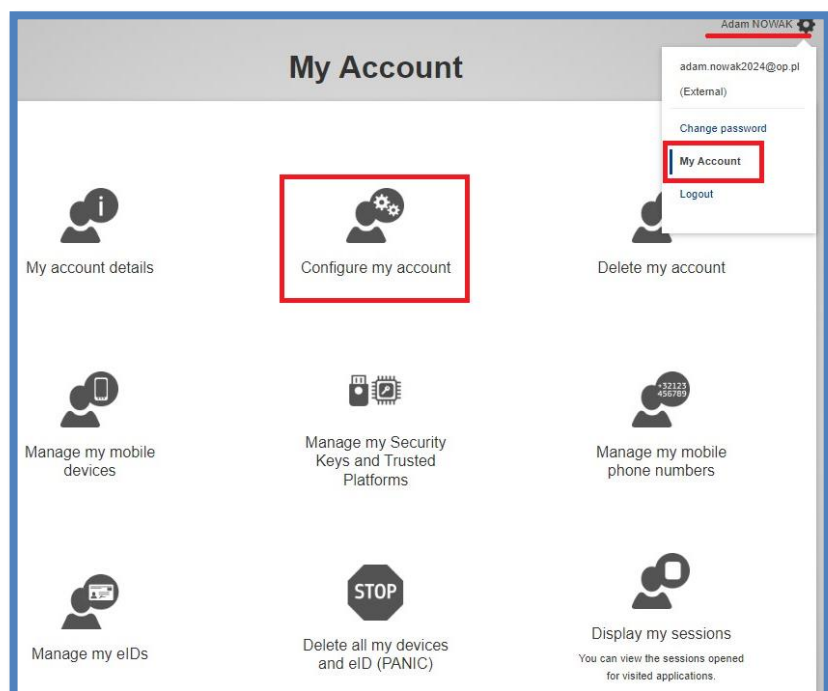 Adam NOWAK
My Account
adam.nowak2024@op.pl
(External)
Change password
My Account
Logout
My account details
Configure my account
Delete my account
+32123
456789
Manage my mobile
devices
Manage my Security
Keys and Trusted
Platforms
Manage my mobile
phone numbers
STOP
Manage my eIDs
Delete all my devices
and eID (PANIC)
Display my sessions
You can view the sessions opened
for visited applications.